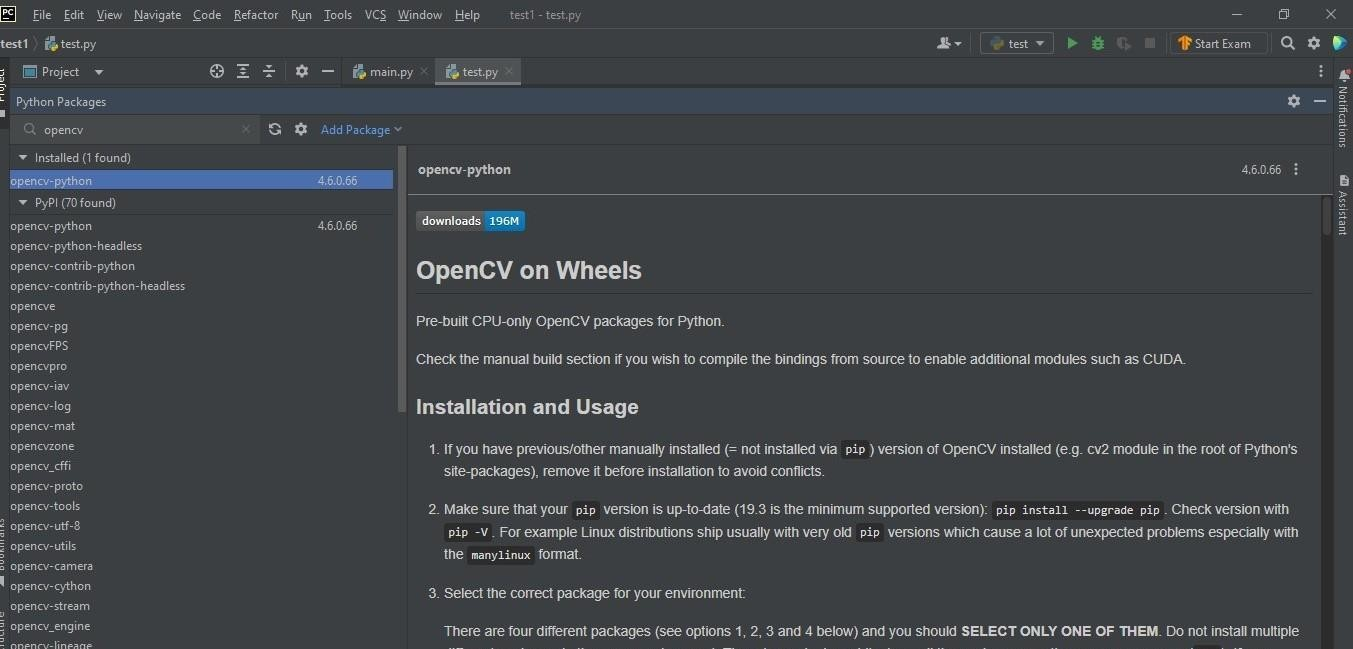 PC File Edit View Navigate Code Refactor Run Tools VCS Window Help test1 - test.py
test1 test.py test Start Exam
Project main.py test.py
Python Packages
opencv Add Package
Installed (1 found)
opencv-python 4.6.0.66
PyPI (70 found)
opencv-python 4.6.0.66
opencv-python-headless
opencv-contrib-python
opencv-contrib-python-headless
opencve
opencv-pg
opencvFPS
opencvpro
opencv-iav
opencv-log
opencv-mat
opencvzone
opencv_cffi
opencv-proto
opencv-tools
opencv-utf-8
opencv-utils
opencv-camera
opencv-cython
opencv-stream
opencv_engine
opencv-lineage
opencv-python 4.6.0.66
downloads 196M
OpenCV on Wheels
Pre-built CPU-only OpenCV packages for Python.
Check the manual build section if you wish to compile the bindings from source to enable additional modules such as CUDA.
Installation and Usage
1. If you have previous/other manually installed (= not installed via pip ) version of OpenCV installed (e.g. cv2 module in the root of Python's
site-packages), remove it before installation to avoid conflicts.
2. Make sure that your pip version is up-to-date (19.3 is the minimum supported version): pip install --upgrade pip . Check version with
pip -V . For example Linux distributions ship usually with very old pip versions which cause a lot of unexpected problems especially with
the manylinux format.
3. Select the correct package for your environment:
There are four different packages (see options 1, 2, 3 and 4 below) and you should SELECT ONLY ONE OF THEM. Do not install multiple
Notifications
Assistant